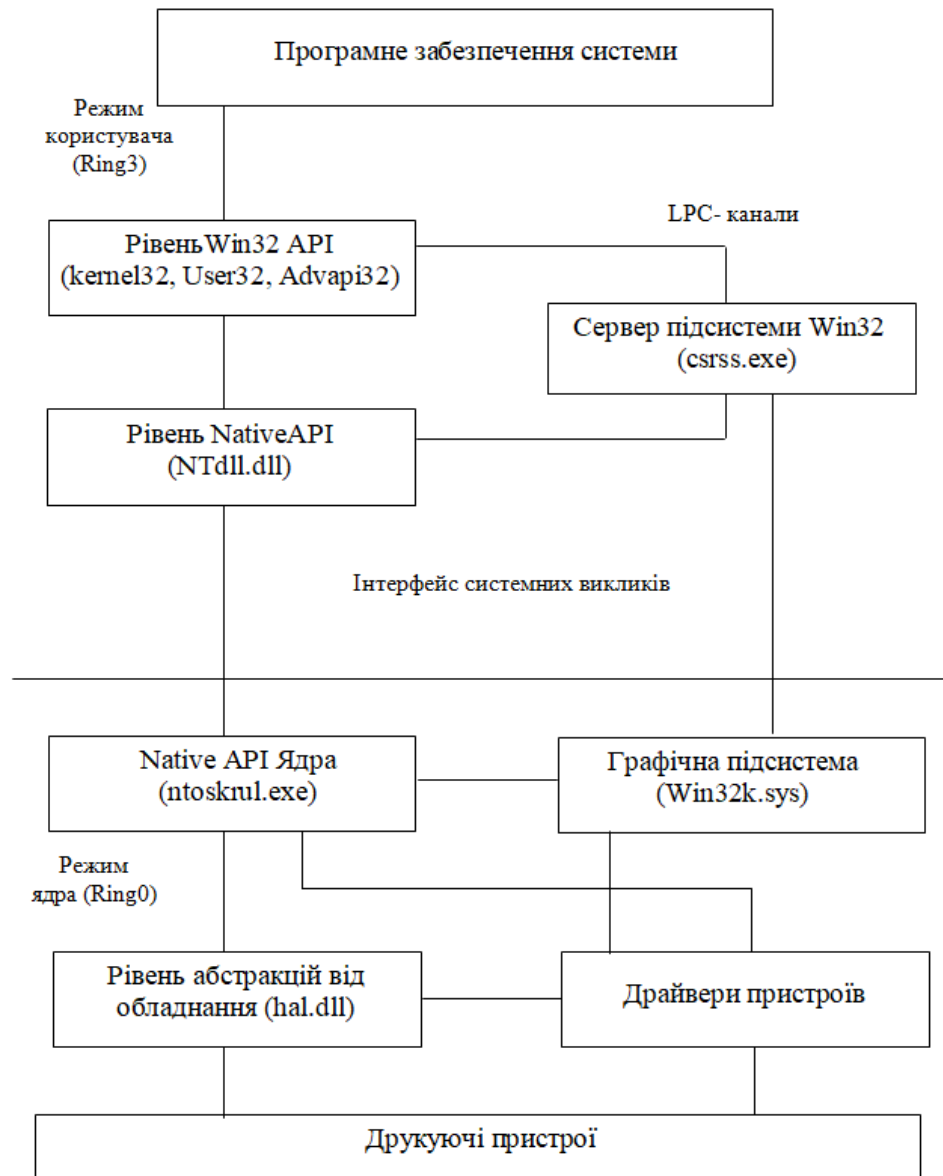 Програмне забезпечення системи
Режим
користувача
(Ring3)
LPC- канали
РівеньWin32 API
(kernel32, User32, Advapi32)
Сервер підсистеми Win32
(csrss.exe)
Рівень NativeAPI
(NTdll.dll)
Інтерфейс системних викликів
Native API Ядра
(ntoskrul.exe)
Графічна підсистема
(Win32k.sys)
Режим
ядра (Ring0)
Рівень абстракцій від
обладнання (hal.dll)
Драйвери пристроїв
Друкуючі пристрої